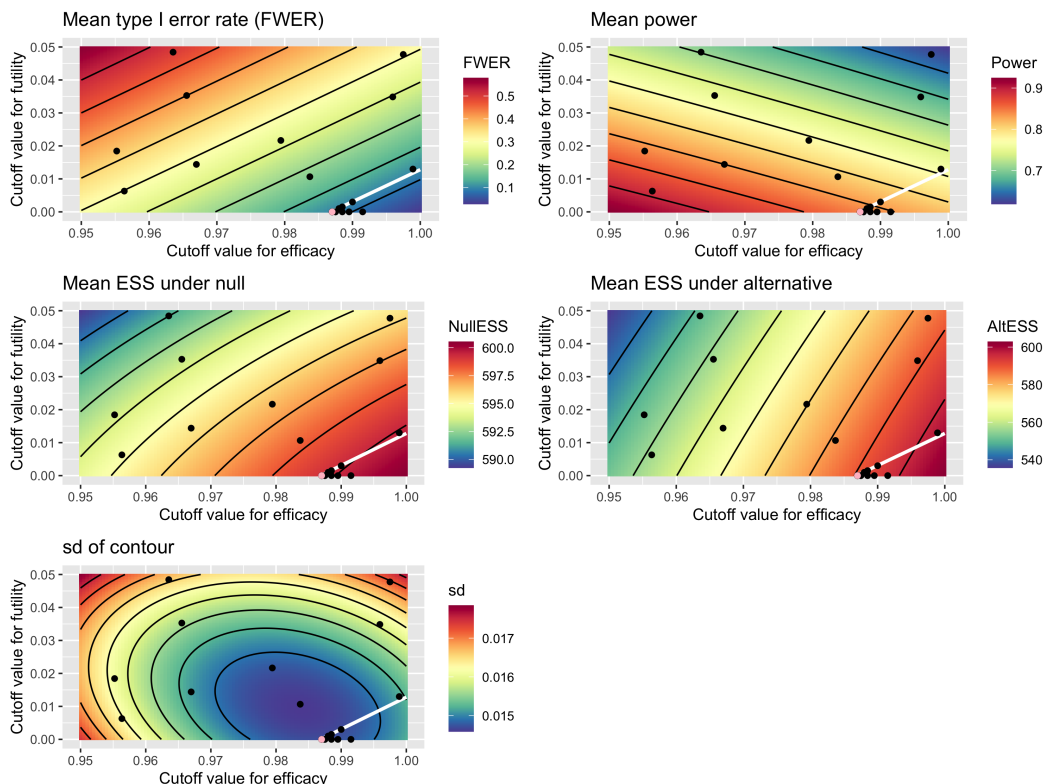 Mean type I error rate (FWER)
Cutoff value for futility
0.05
0.04
0.03
0.02
0.01
0.00
0.95 0.96 0.97 0.98 0.99 1.00
Cutoff value for efficacy
FWER
0.5
0.4
0.3
0.2
0.1
Mean power
Cutoff value for futility
0.05
0.04
0.03
0.02
0.01
0.00
0.95 0.96 0.97 0.98 0.99 1.00
Cutoff value for efficacy
Power
0.9
0.8
0.7
Mean ESS under null
Cutoff value for futility
0.05
0.04
0.03
0.02
0.01
0.00
0.95 0.96 0.97 0.98 0.99 1.00
Cutoff value for efficacy
NullESS
600.0
597.5
595.0
592.5
590.0
Mean ESS under alternative
Cutoff value for futility
0.05
0.04
0.03
0.02
0.01
0.00
0.95 0.96 0.97 0.98 0.99 1.00
Cutoff value for efficacy
AltESS
600
580
560
540
sd of contour
Cutoff value for futility
0.05
0.04
0.03
0.02
0.01
0.00
0.95 0.96 0.97 0.98 0.99 1.00
Cutoff value for efficacy
sd
0.017
0.016
0.015